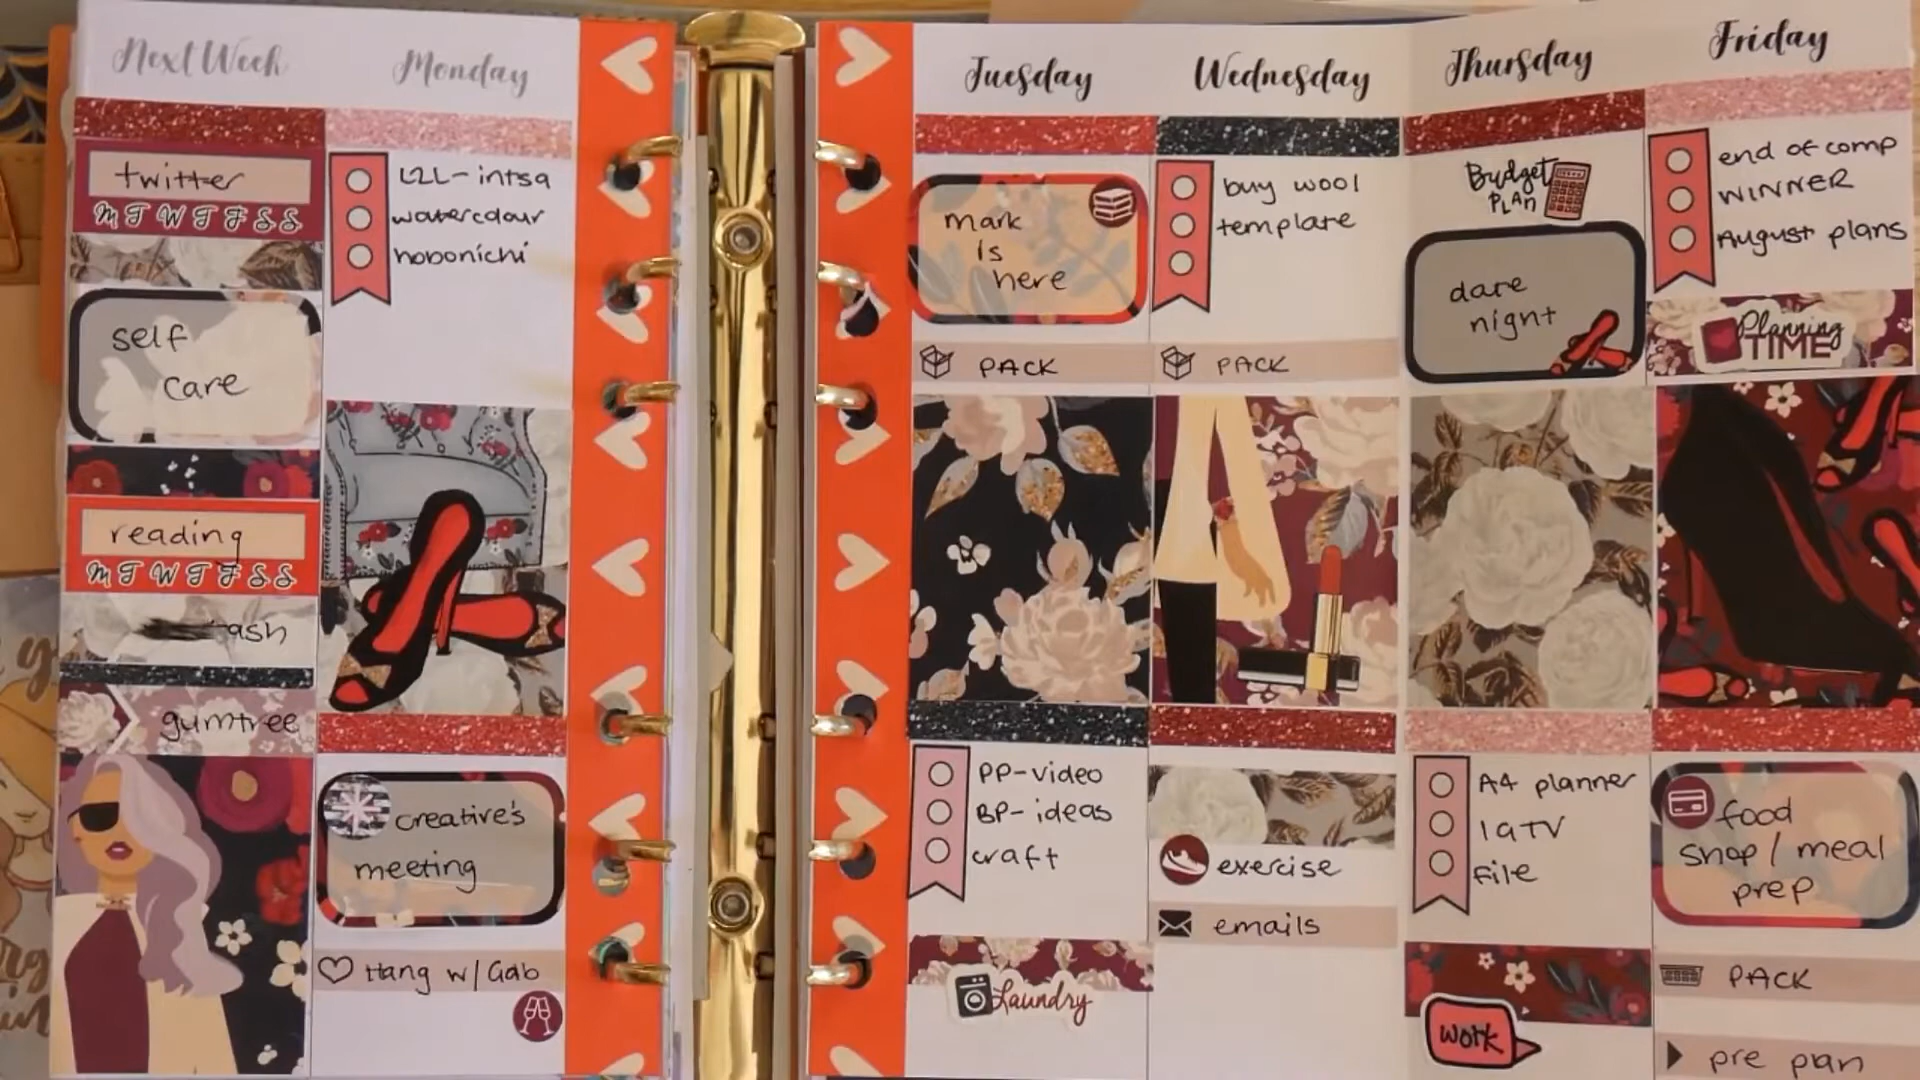 Next Week
twitter
M T W T F S S
self
care
reading
M T W T F S S
ash
gumtree
Monday
L2L-intsa
watercolour
hobonichi
creative's
meeting
Hang w/ Gab
Tuesday
mark
is
here
PACK
PP-video
BP-ideas
craft
Laundry
Wednesday
buy wool
template
PACK
exercise
emails
Thursday
Budget
PLAN
date
night
A4 planner
IGTV
File
work
Friday
end of comp
WINNER
August plans
Planning
TIME
food
shop / meal
prep
PACK
pre plan